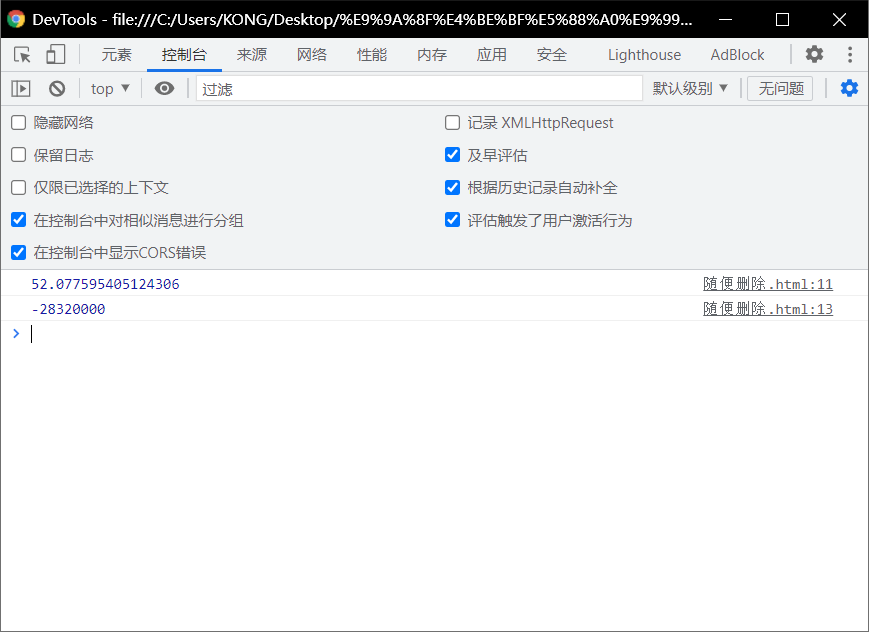 DevTools - file:///C:/Users/KONG/Desktop/%E9%9A%8F%E4%BE%BF%E5%88%A0%E9%99...
元素 控制台 来源 网络 性能 内存 应用 安全 Lighthouse AdBlock
top 过滤 默认级别 无问题
隐藏网络 记录 XMLHttpRequest
保留日志 及早评估
仅限已选择的上下文 根据历史记录自动补全
在控制台中对相似消息进行分组 评估触发了用户激活行为
在控制台中显示CORS错误
52.077595405124306 随便删除.html:11
-28320000 随便删除.html:13